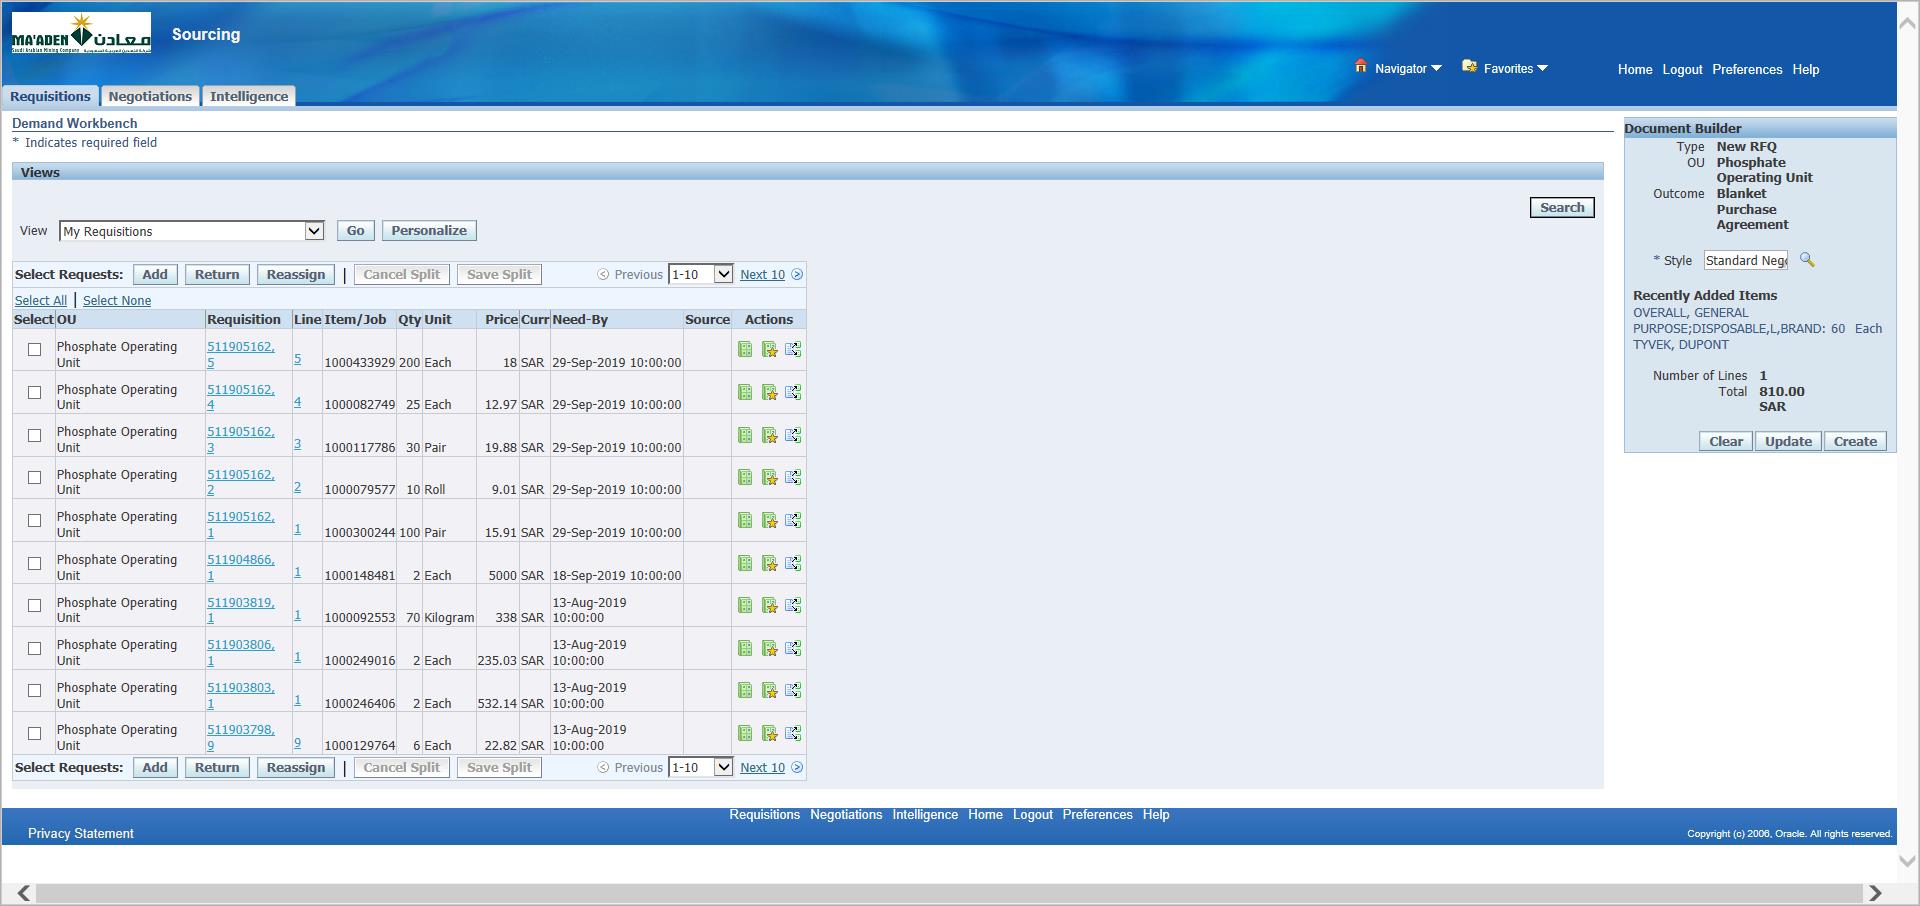 MA'ADEN معادن
Saudi Arabian Mining Company
Sourcing
Navigator Favorites Home Logout Preferences Help
Requisitions Negotiations Intelligence
Demand Workbench
* Indicates required field
Views
Search
View My Requisitions Go Personalize
Select Requests: Add Return Reassign | Cancel Split Save Split Previous 1-10 Next 10
Select All | Select None
Select OU Requisition Line Item/Job Qty Unit Price Curr Need-By Source Actions
Phosphate Operating 511905162,
Unit 5 5 1000433929 200 Each 18 SAR 29-Sep-2019 10:00:00
Phosphate Operating 511905162,
Unit 4 4 1000082749 25 Each 12.97 SAR 29-Sep-2019 10:00:00
Phosphate Operating 511905162,
Unit 3 3 1000117786 30 Pair 19.88 SAR 29-Sep-2019 10:00:00
Phosphate Operating 511905162,
Unit 2 2 1000079577 10 Roll 9.01 SAR 29-Sep-2019 10:00:00
Phosphate Operating 511905162,
Unit 1 1 1000300244 100 Pair 15.91 SAR 29-Sep-2019 10:00:00
Phosphate Operating 511904866,
Unit 1 1 1000148481 2 Each 5000 SAR 18-Sep-2019 10:00:00
Phosphate Operating 511903819, 13-Aug-2019
Unit 1 1 1000092553 70 Kilogram 338 SAR 10:00:00
Phosphate Operating 511903806, 13-Aug-2019
Unit 1 1 1000249016 2 Each 235.03 SAR 10:00:00
Phosphate Operating 511903803, 13-Aug-2019
Unit 1 1 1000246406 2 Each 532.14 SAR 10:00:00
Phosphate Operating 511903798, 13-Aug-2019
Unit 9 9 1000129764 6 Each 22.82 SAR 10:00:00
Select Requests: Add Return Reassign | Cancel Split Save Split Previous 1-10 Next 10
Document Builder
Type New RFQ
OU Phosphate
Operating Unit
Outcome Blanket
Purchase
Agreement
* Style Standard Neg
Recently Added Items
OVERALL, GENERAL
PURPOSE;DISPOSABLE,L,BRAND: 60 Each
TYVEK, DUPONT
Number of Lines 1
Total 810.00
SAR
Clear Update Create
Requisitions Negotiations Intelligence Home Logout Preferences Help
Privacy Statement
Copyright (c) 2006, Oracle. All rights reserved.